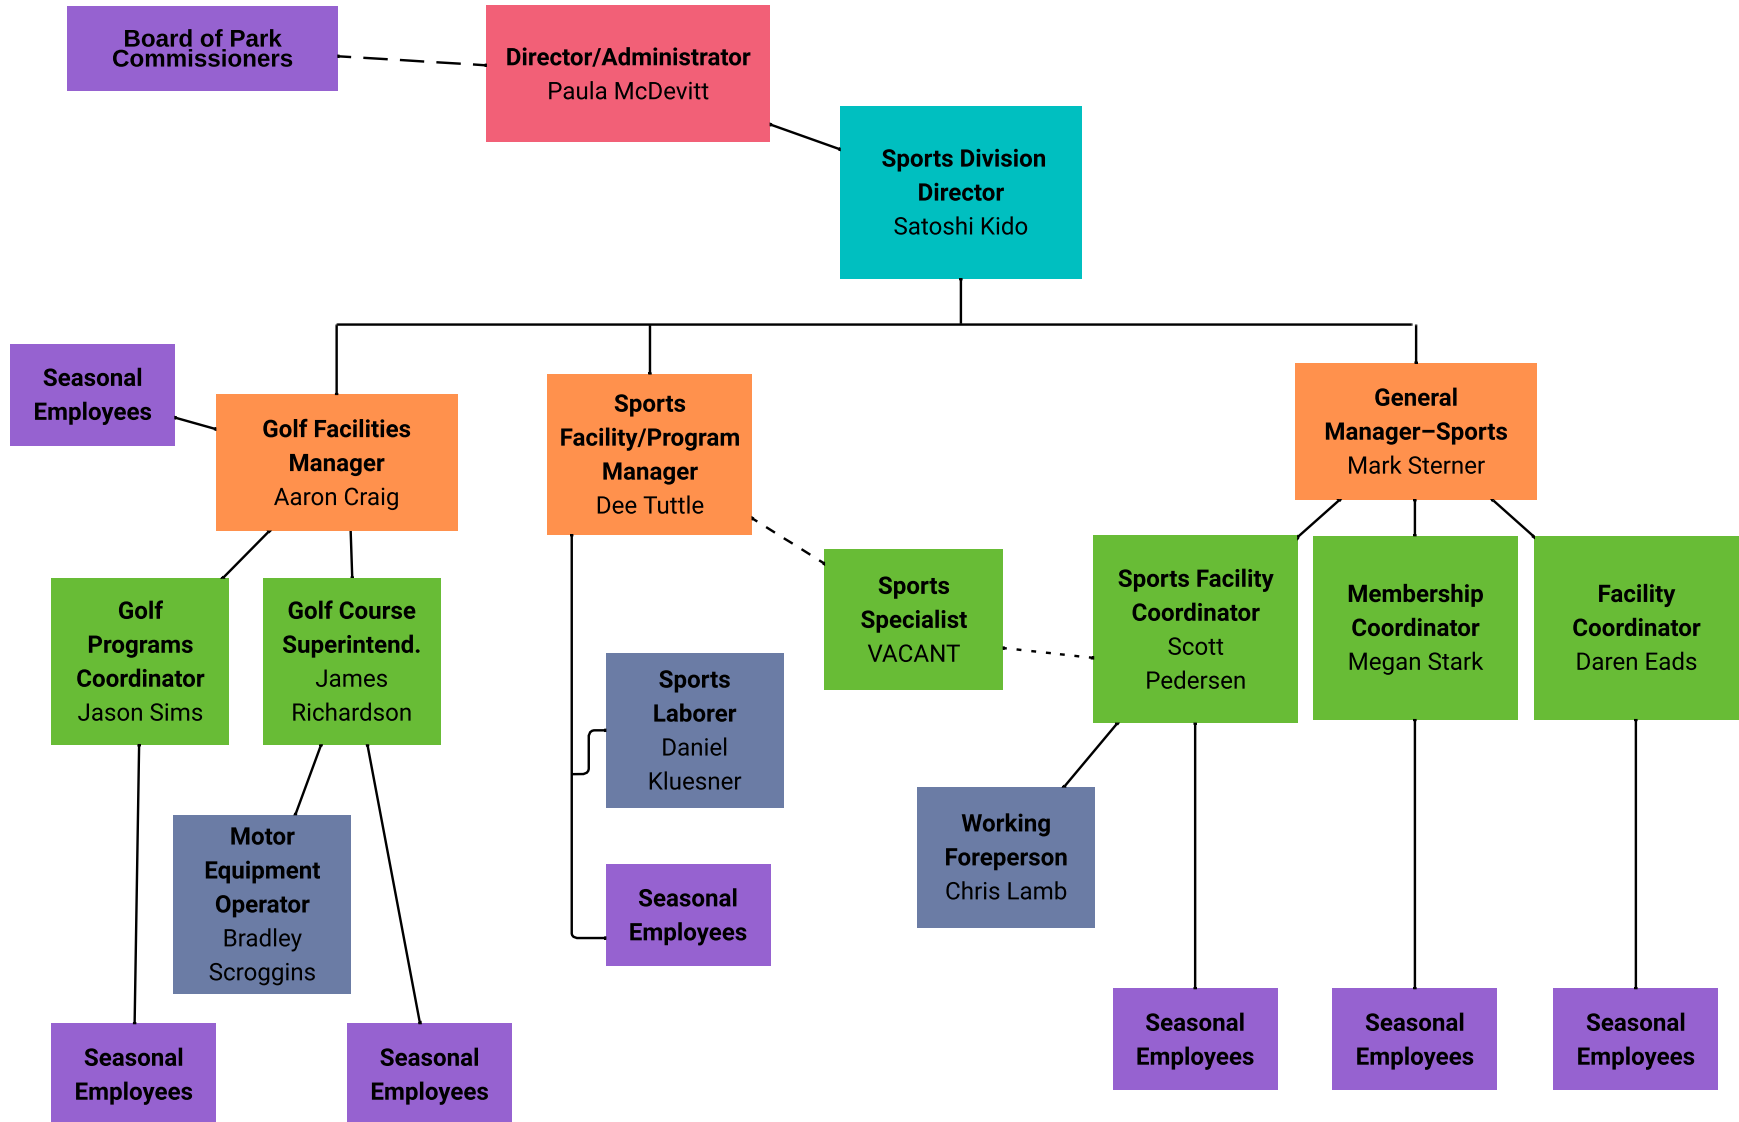 Board of Park
Commissioners
Director/Administrator
Paula McDevitt
Sports Division
Director
Satoshi Kido
Seasonal
Employees
Golf Facilities
Manager
Aaron Craig
Sports
Facility/Program
Manager
Dee Tuttle
General
Manager–Sports
Mark Sterner
Golf
Programs
Coordinator
Jason Sims
Golf Course
Superintend.
James
Richardson
Sports
Specialist
VACANT
Sports Facility
Coordinator
Scott
Pedersen
Membership
Coordinator
Megan Stark
Facility
Coordinator
Daren Eads
Sports
Laborer
Daniel
Kluesner
Motor
Equipment
Operator
Bradley
Scroggins
Working
Foreperson
Chris Lamb
Seasonal
Employees
Seasonal
Employees
Seasonal
Employees
Seasonal
Employees
Seasonal
Employees
Seasonal
Employees